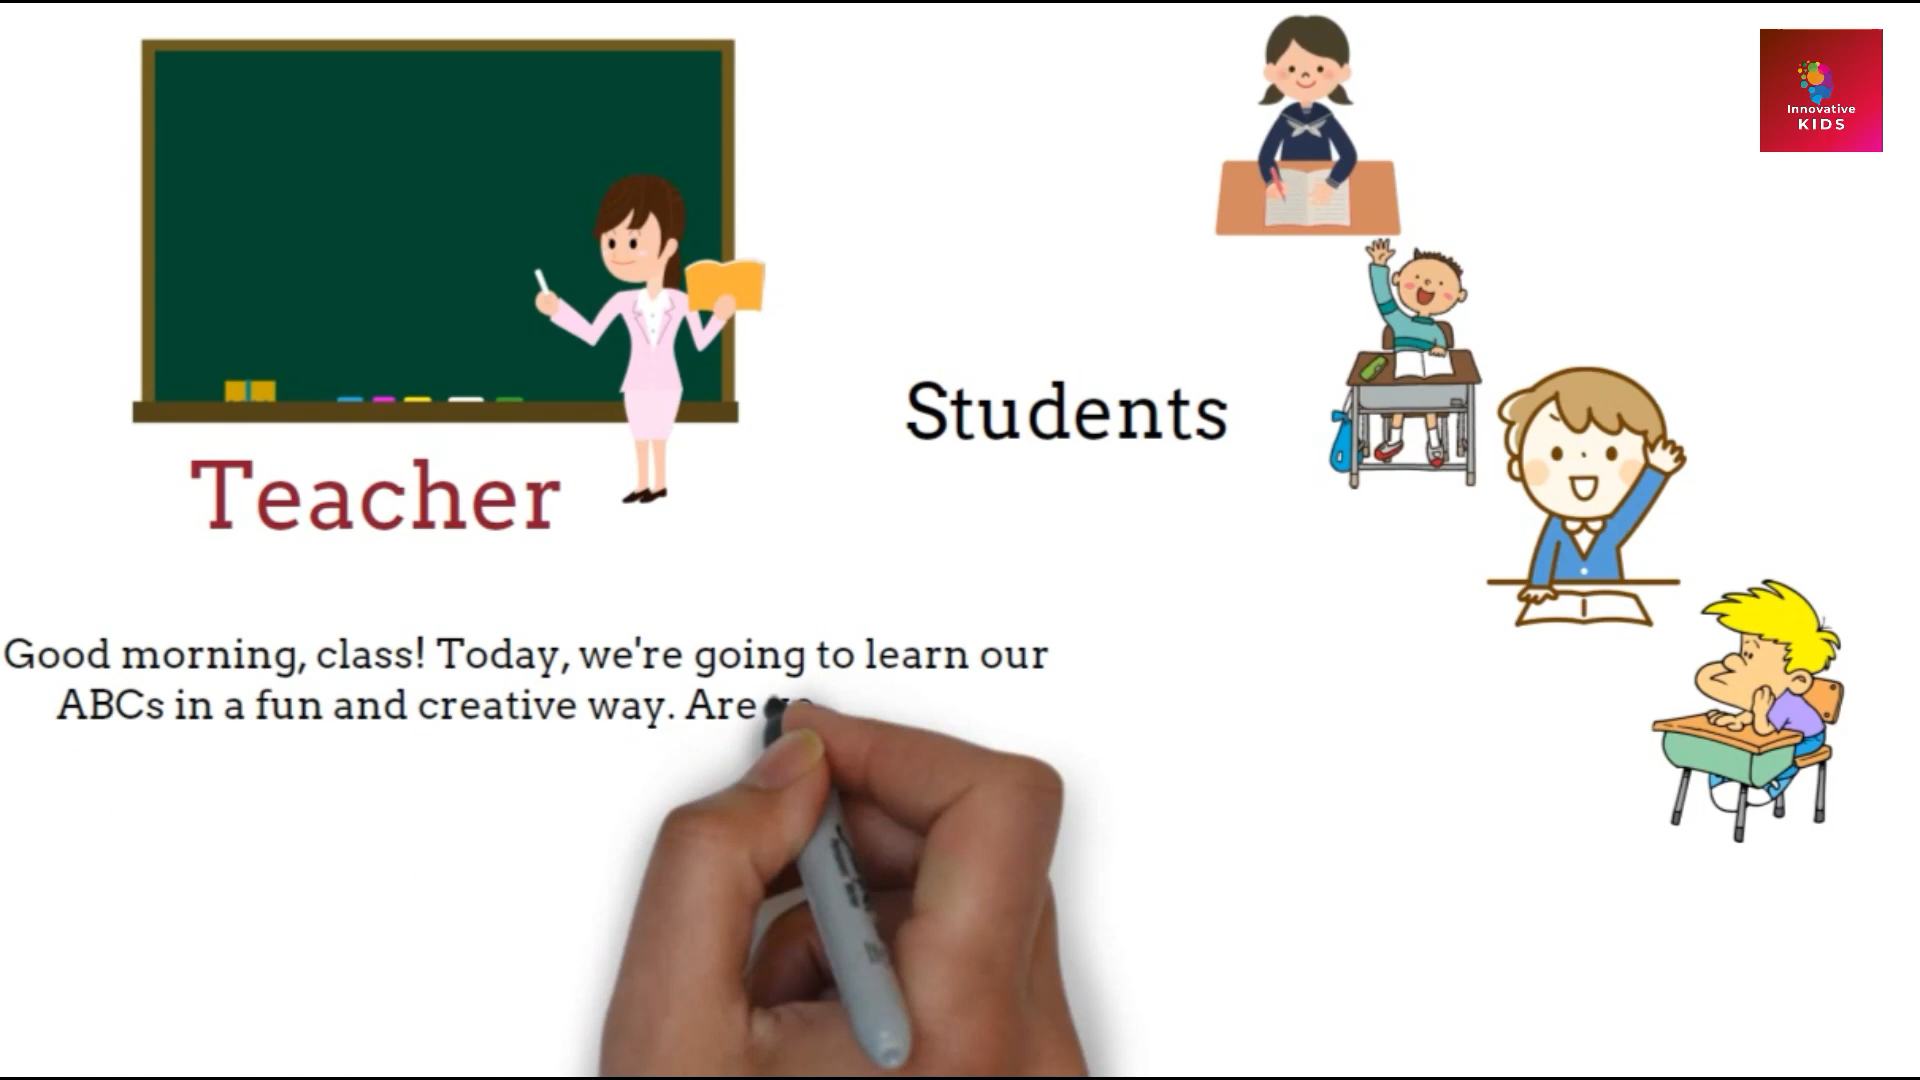 Innovative
KIDS
Students
Teacher
Good morning, class! Today, we're going to learn our
ABCs in a fun and creative way. Are